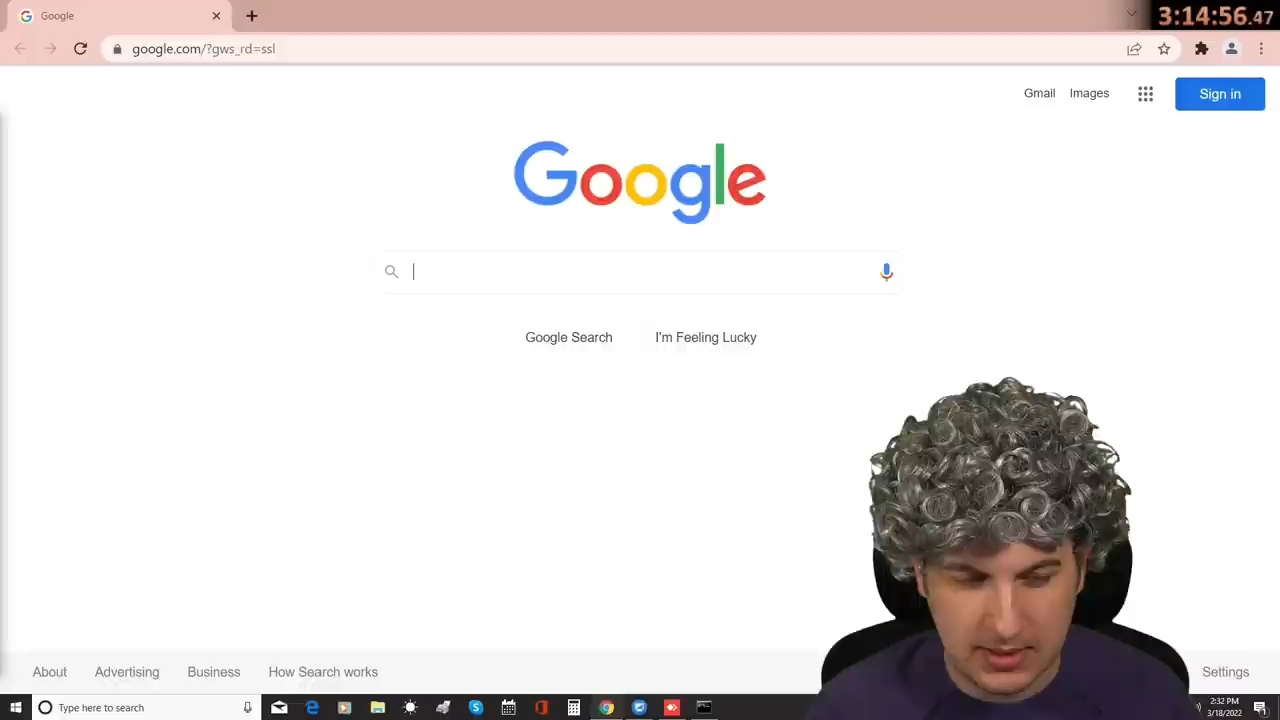 Google
3:14:56.47
google.com/?gws_rd=ssl
Gmail Images Sign in
Google
Google Search I'm Feeling Lucky
About Advertising Business How Search works Settings
Type here to search
2:32 PM
3/18/2022